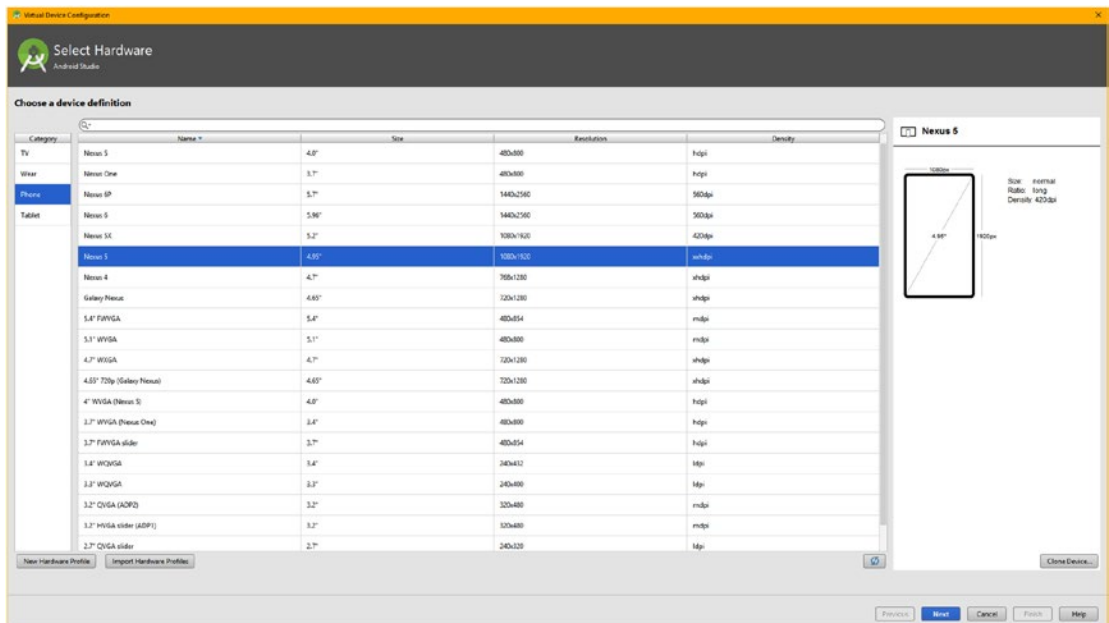 Virtual Device Configuration
Select Hardware
Android Studio
Choose a device definition
Category
TV
Wear
Phone
Tablet
Name Size Resolution Density
Nexus S 4.0" 480x800 hdpi
Nexus One 3.7" 480x800 hdpi
Nexus 6P 5.7" 1440x2560 560dpi
Nexus 6 5.96" 1440x2560 560dpi
Nexus 5X 5.2" 1080x1920 420dpi
Nexus 5 4.95" 1080x1920 xxhdpi
Nexus 4 4.7" 768x1280 xhdpi
Galaxy Nexus 4.65" 720x1280 xhdpi
5.4" FWVGA 5.4" 480x854 mdpi
5.1" WVGA 5.1" 480x800 mdpi
4.7" WXGA 4.7" 720x1280 xhdpi
4.65" 720p (Galaxy Nexus) 4.65" 720x1280 xhdpi
4" WVGA (Nexus S) 4.0" 480x800 hdpi
3.7" WVGA (Nexus One) 3.4" 480x800 hdpi
3.7" FWVGA slider 3.7" 480x854 hdpi
3.4" WQVGA 3.4" 240x432 ldpi
3.3" WQVGA 3.3" 240x400 ldpi
3.2" QVGA (ADP2) 3.2" 320x480 mdpi
3.2" HVGA slider (ADP1) 3.2" 320x480 mdpi
2.7" QVGA slider 2.7" 240x320 ldpi
Nexus 5
1080px
Size: normal
Ratio: long
Density: 420dpi
4.95"
1920px
New Hardware Profile Import Hardware Profiles
Clone Device...
Previous Next Cancel Finish Help